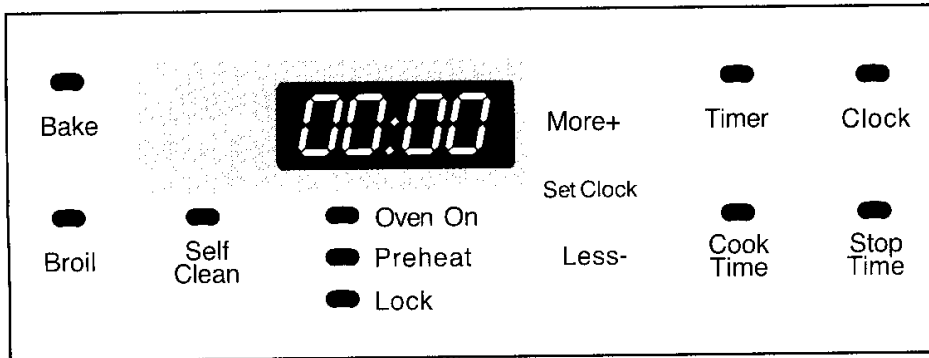 Bake
00:00
More+
Timer
Clock
Set Clock
Broil
Self
Clean
Oven On
Preheat
Lock
Less-
Cook
Time
Stop
Time